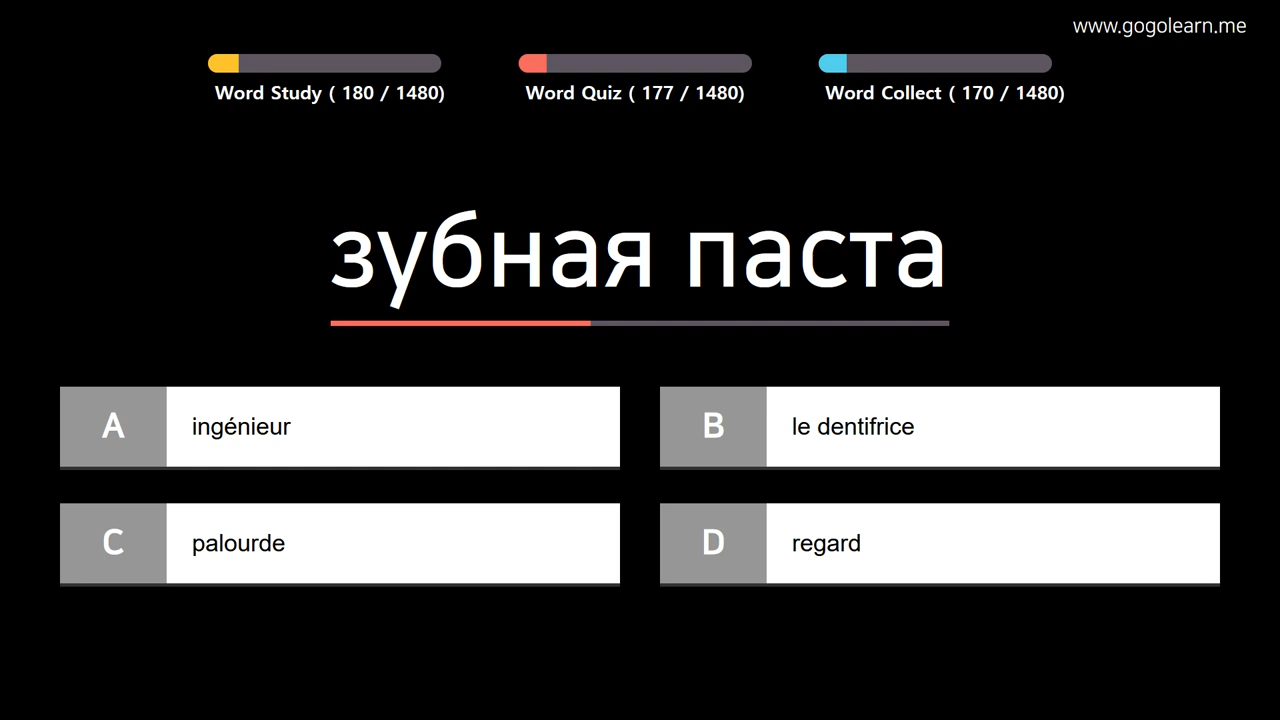 www.gogolearn.me
Word Study ( 180 / 1480)
Word Quiz ( 177 / 1480)
Word Collect ( 170 / 1480)
зубная паста
A ingénieur
B le dentifrice
C palourde
D regard